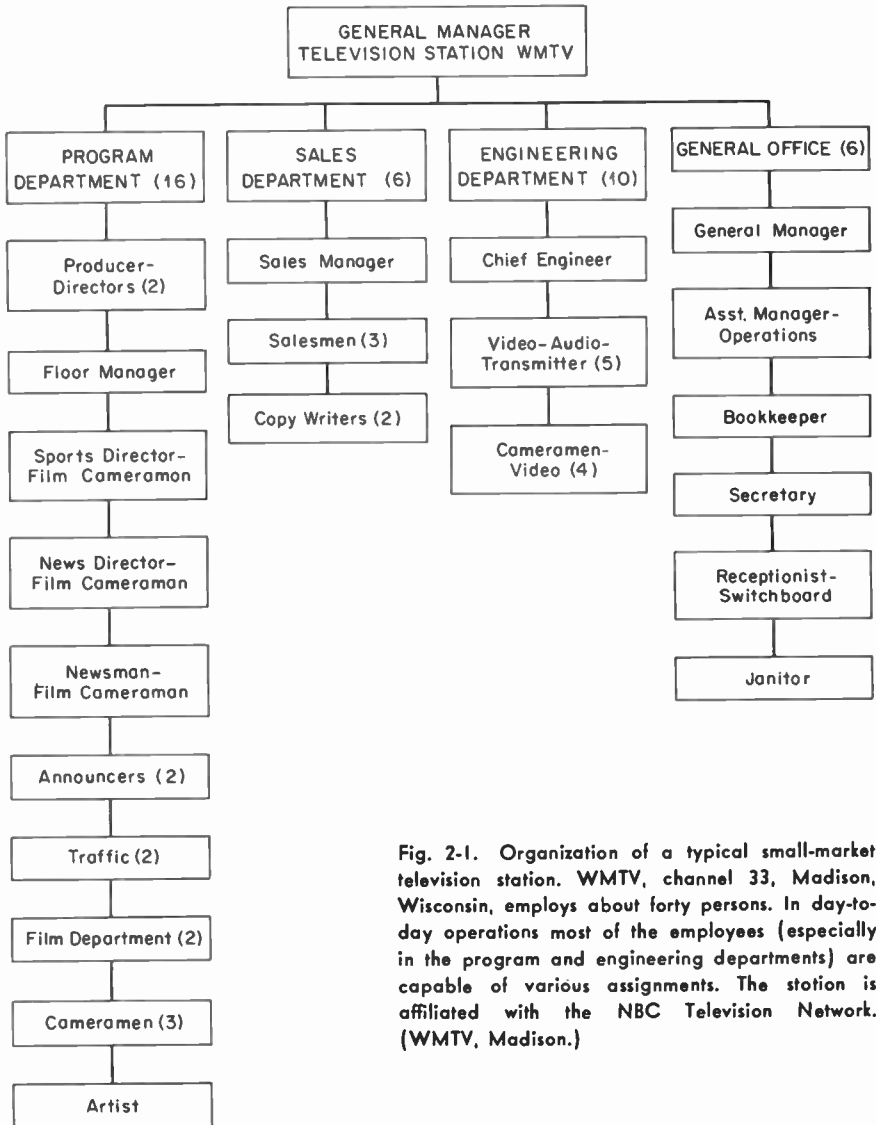 GENERAL MANAGER
TELEVISION STATION WMTV
PROGRAM
DEPARTMENT (16)
Producer-
Directors (2)
Floor Manager
Sports Director-
Film Cameramon
News Director-
Film Cameraman
Newsman-
Film Cameraman
Announcers (2)
Traffic (2)
Film Department (2)
Cameramen (3)
Artist
SALES
DEPARTMENT (6)
Sales Manager
Salesmen (3)
Copy Writers (2)
ENGINEERING
DEPARTMENT (10)
Chief Engineer
Video-Audio-
Transmitter (5)
Cameramen-
Video (4)
GENERAL OFFICE (6)
General Manager
Asst. Manager-
Operations
Bookkeeper
Secretary
Receptionist-
Switchboard
Janitor
Fig. 2-1. Organization of a typical small-market
television station. WMTV, channel 33, Madison,
Wisconsin, employs about forty persons. In day-to-
day operations most of the employees (especially
in the program and engineering departments) are
capable of various assignments. The stotion is
affiliated with the NBC Television Network.
(WMTV, Madison.)